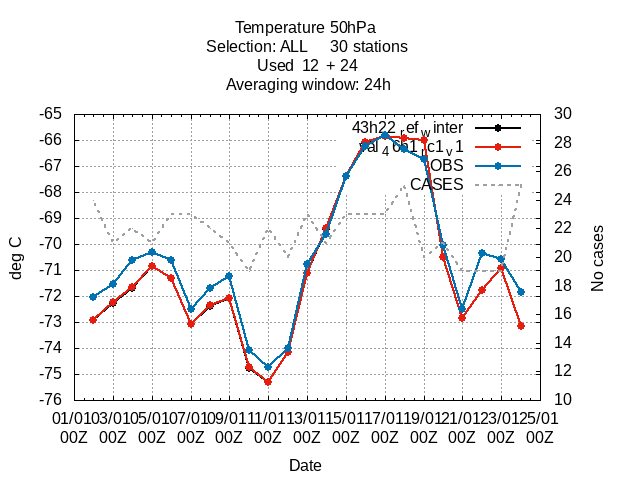 Temperature 50hPa
Selection: ALL 30 stations
Used 12 + 24
Averaging window: 24h
-65
-66
-67
-68
-69
-70
-71
-72
-73
-74
-75
-76
deg C
30
28
26
24
22
20
18
16
14
12
10
No cases
43h22_ref_winter
OBS
CASES
01/01 03/01 05/01 07/01 09/01 11/01 13/01 15/01 17/01 19/01 21/01 23/01 25/01
00Z 00Z 00Z 00Z 00Z 00Z 00Z 00Z 00Z 00Z 00Z 00Z 00Z
Date